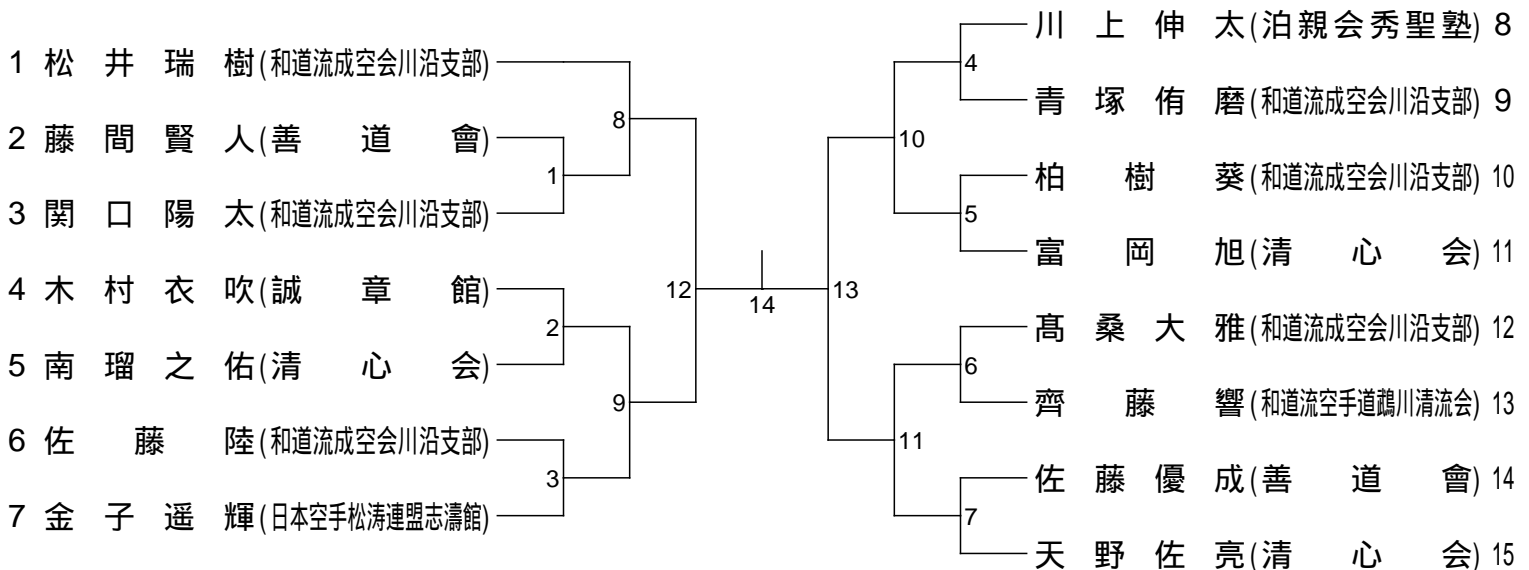 1 松井瑞樹(和道流成空会川沿支部)
2 藤間賢人(善道會)
3 関口陽太(和道流成空会川沿支部)
4 木村衣吹(誠章館)
5 南瑠之佑(清心会)
6 佐藤陸(和道流成空会川沿支部)
7 金子遥輝(日本空手松涛連盟志濤館)
8
1
2
9
3
12
14
13
4
10
5
6
11
7
川上伸太(泊親会秀聖塾) 8
青塚侑磨(和道流成空会川沿支部) 9
柏樹葵(和道流成空会川沿支部) 10
富岡旭(清心会) 11
髙桑大雅(和道流成空会川沿支部) 12
齊藤響(和道流空手道鵡川清流会) 13
佐藤優成(善道會) 14
天野佐亮(清心会) 15